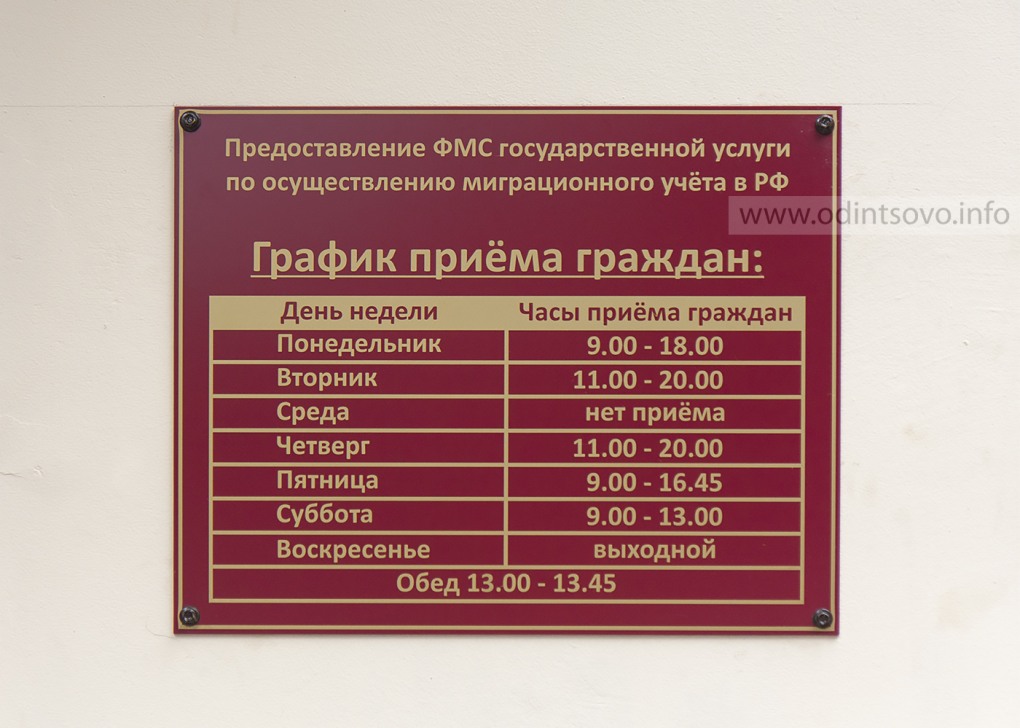 Предоставление ФМС государственной услуги
по осуществлению миграционного учёта в РФ
www.odintsovo.info
График приёма граждан:
День недели Часы приёма граждан
Понедельник 9.00 - 18.00
Вторник 11.00 - 20.00
Среда нет приёма
Четверг 11.00 - 20.00
Пятница 9.00 - 16.45
Суббота 9.00 - 13.00
Воскресенье выходной
Обед 13.00 - 13.45